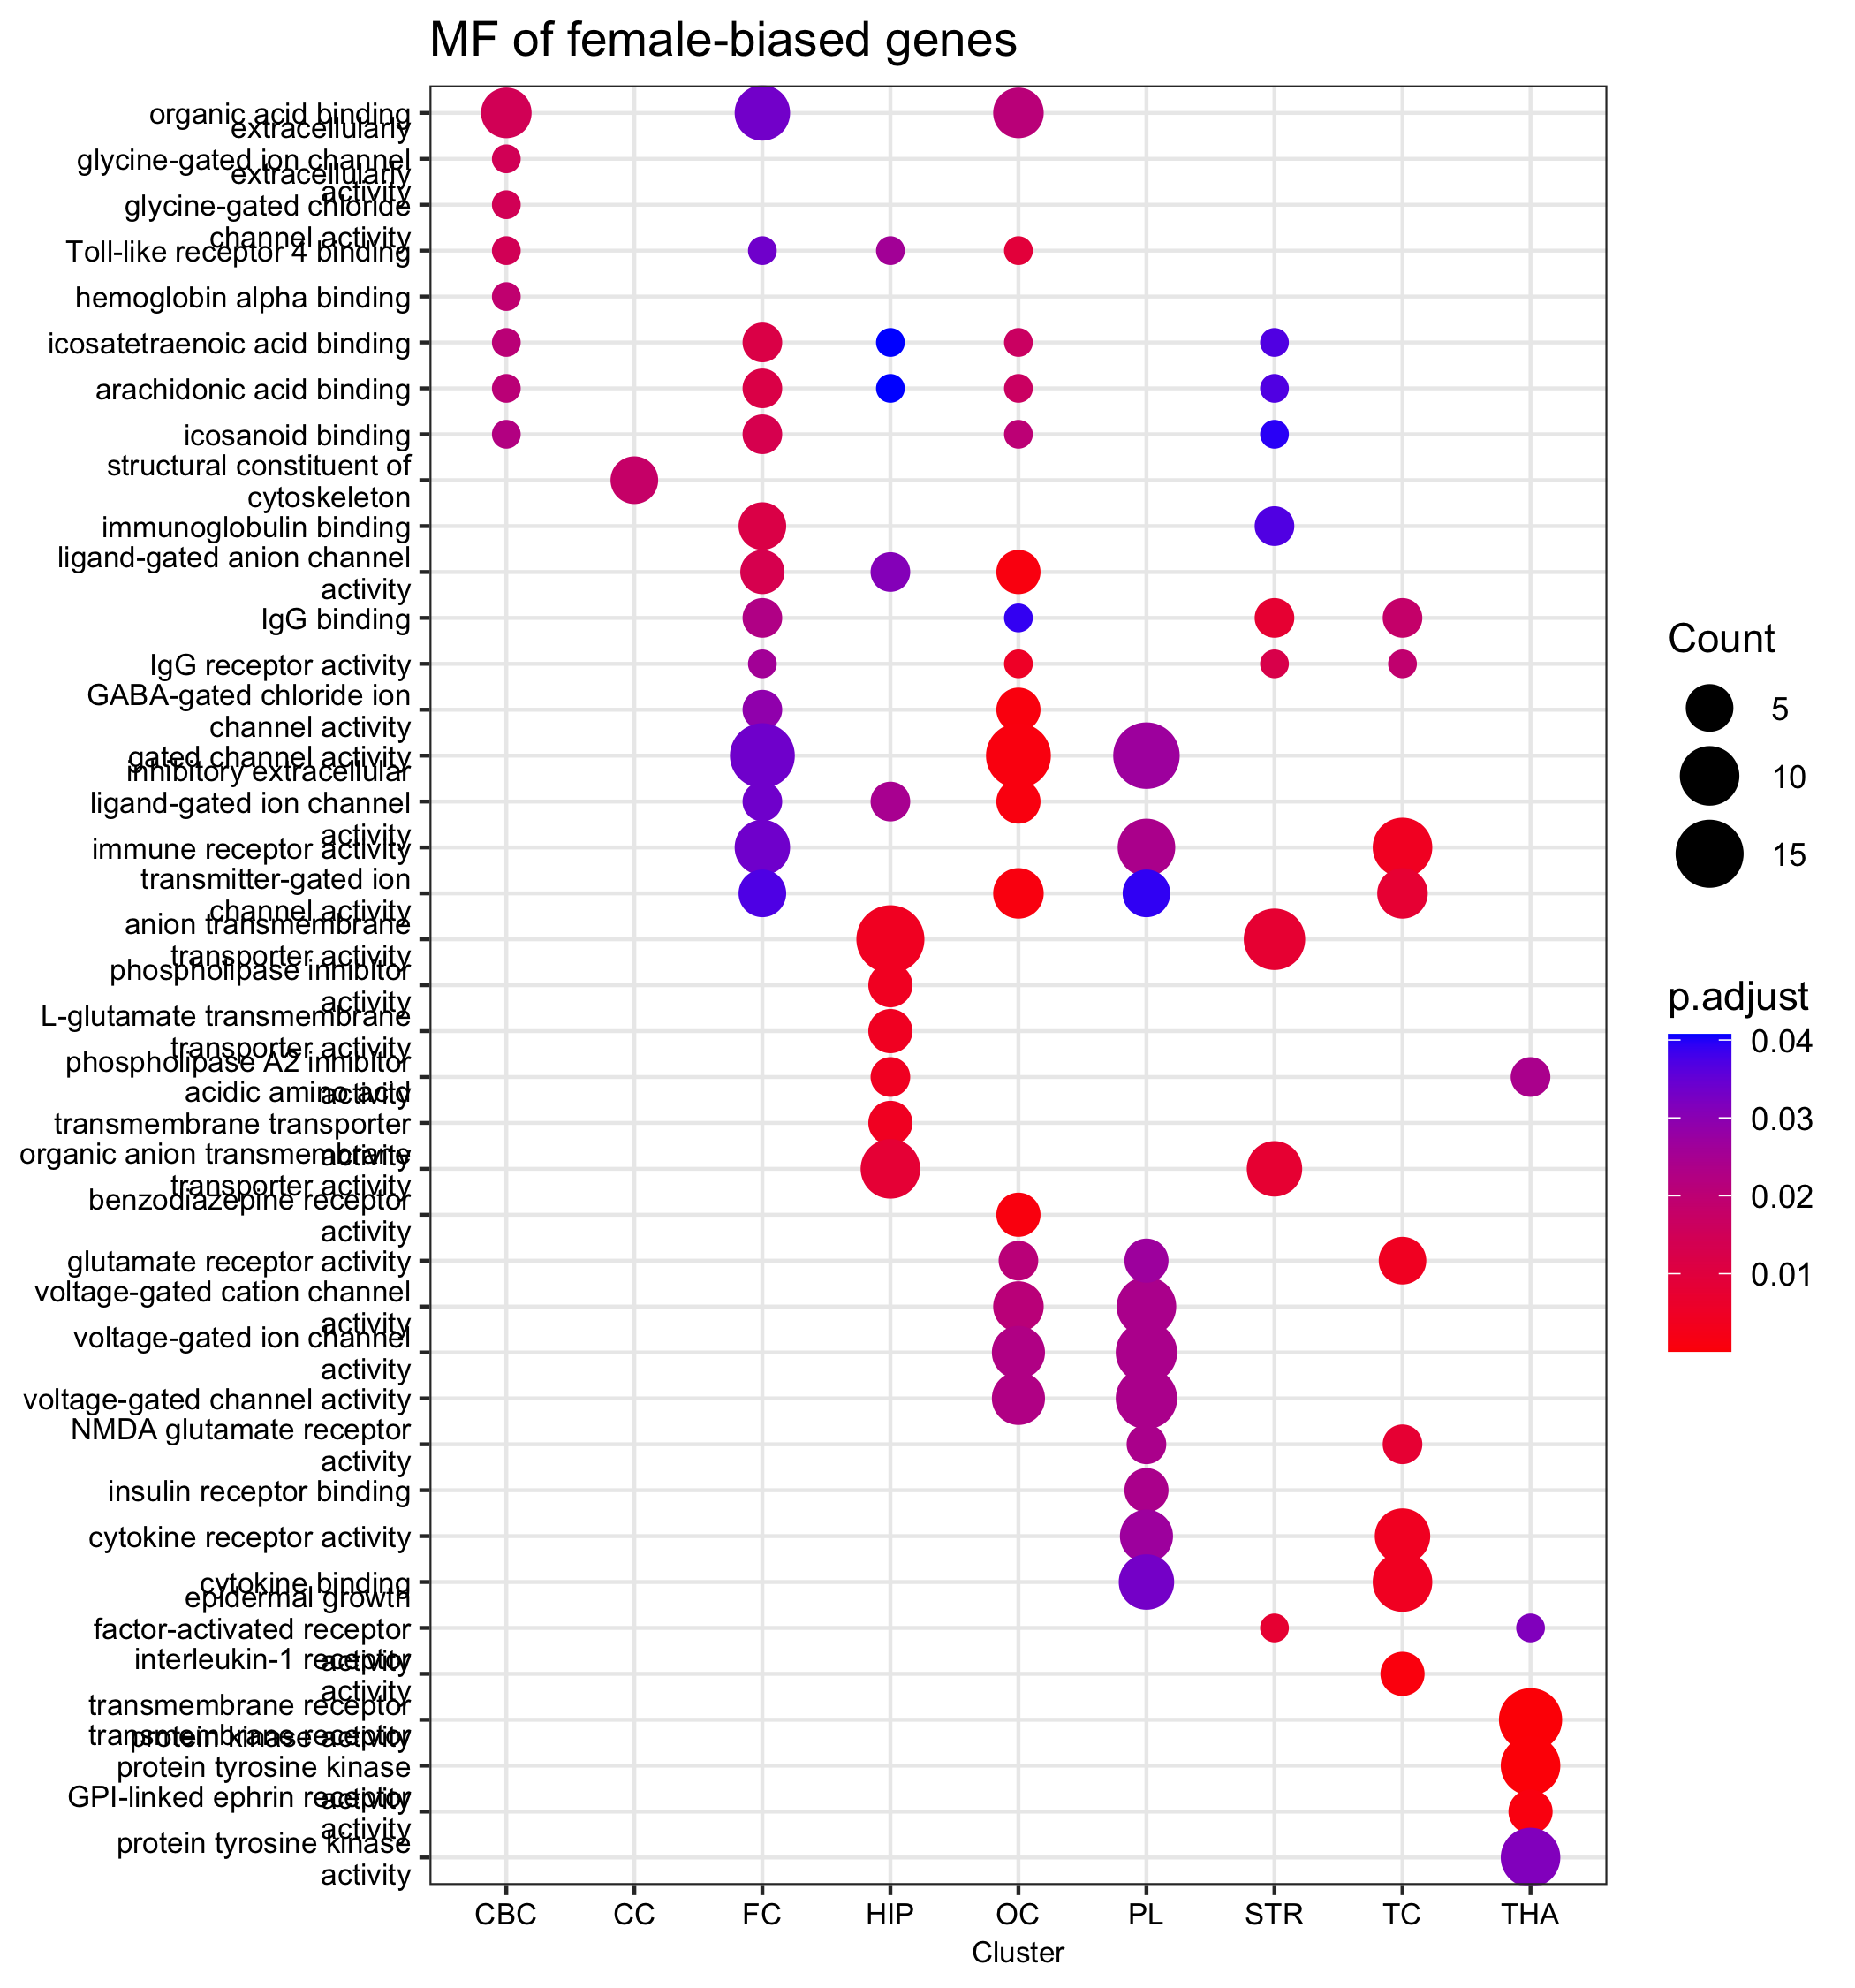 MF of female-biased genes
organic acid binding
extracellularly
glycine-gated ion channel
activity
extracellularly
glycine-gated chloride
channel activity
Toll-like receptor 4 binding
hemoglobin alpha binding
icosatetraenoic acid binding
arachidonic acid binding
icosanoid binding
structural constituent of
cytoskeleton
immunoglobulin binding
ligand-gated anion channel
activity
IgG binding
IgG receptor activity
GABA-gated chloride ion
channel activity
gated channel activity
inhibitory extracellular
ligand-gated ion channel
activity
immune receptor activity
transmitter-gated ion
channel activity
anion transmembrane
transporter activity
phospholipase inhibitor
activity
L-glutamate transmembrane
transporter activity
phospholipase A2 inhibitor
activity
acidic amino acid
transmembrane transporter
activity
organic anion transmembrane
transporter activity
benzodiazepine receptor
activity
glutamate receptor activity
voltage-gated cation channel
activity
voltage-gated ion channel
activity
voltage-gated channel activity
NMDA glutamate receptor
activity
insulin receptor binding
cytokine receptor activity
cytokine binding
epidermal growth
factor-activated receptor
activity
interleukin-1 receptor
activity
transmembrane receptor
protein kinase activity
transmembrane receptor
protein tyrosine kinase
activity
GPI-linked ephrin receptor
activity
protein tyrosine kinase
activity
CBC CC FC HIP OC PL STR TC THA
Cluster
Count
5
10
15
p.adjust
0.04
0.03
0.02
0.01